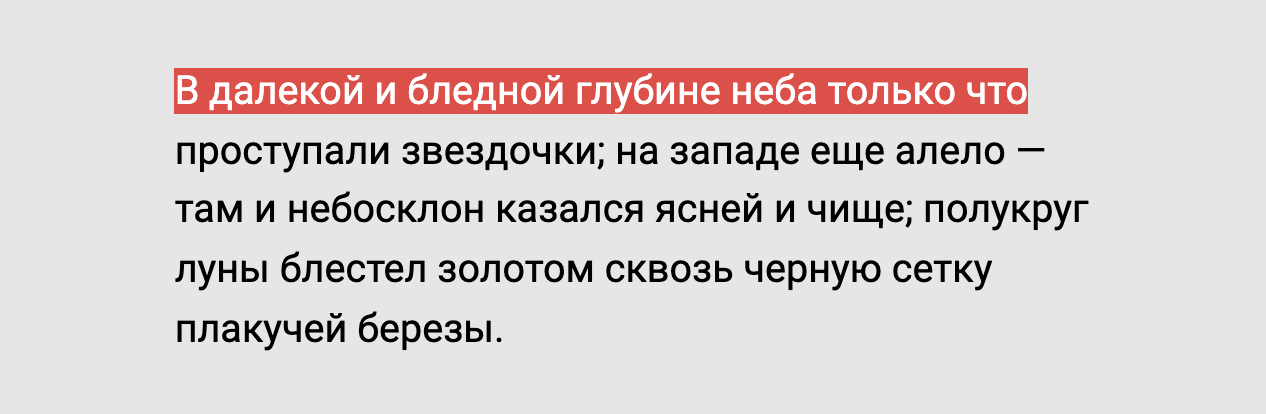 В далекой и бледной глубине неба только что
проступали звездочки; на западе еще алело —
там и небосклон казался ясней и чище; полукруг
луны блестел золотом сквозь черную сетку
плакучей березы.